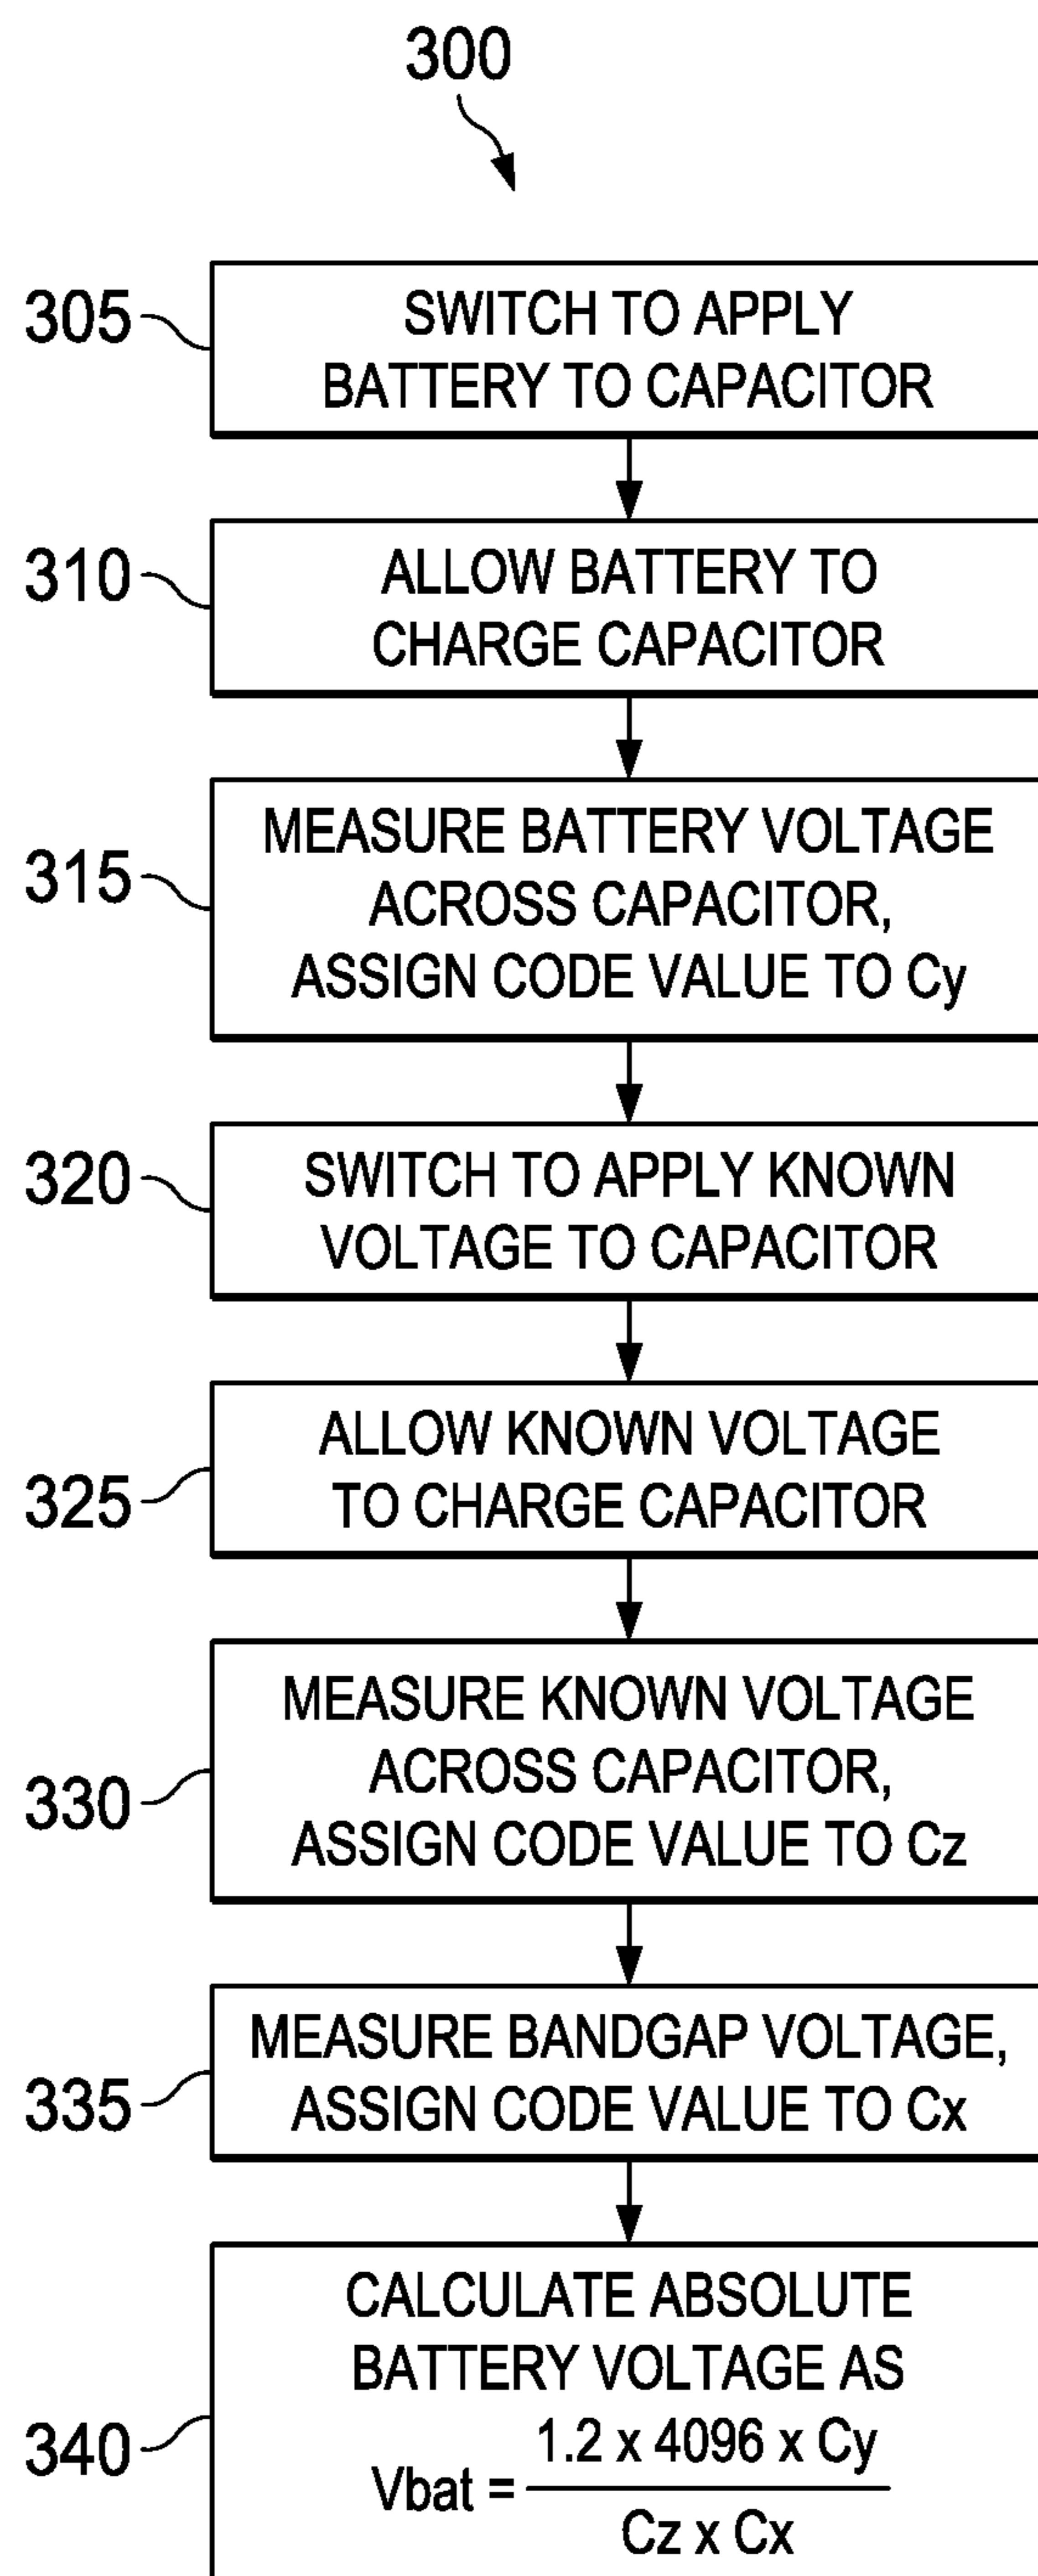 300
305
SWITCH TO APPLY
BATTERY TO CAPACITOR
310
ALLOW BATTERY TO
CHARGE CAPACITOR
315
MEASURE BATTERY VOLTAGE
ACROSS CAPACITOR,
ASSIGN CODE VALUE TO Cy
320
SWITCH TO APPLY KNOWN
VOLTAGE TO CAPACITOR
325
ALLOW KNOWN VOLTAGE
TO CHARGE CAPACITOR
330
MEASURE KNOWN VOLTAGE
ACROSS CAPACITOR,
ASSIGN CODE VALUE TO Cz
335
MEASURE BANDGAP VOLTAGE,
ASSIGN CODE VALUE TO Cx
340
CALCULATE ABSOLUTE
BATTERY VOLTAGE AS
1.2 x 4096 x Cy
Vbat =
Cz x Cx